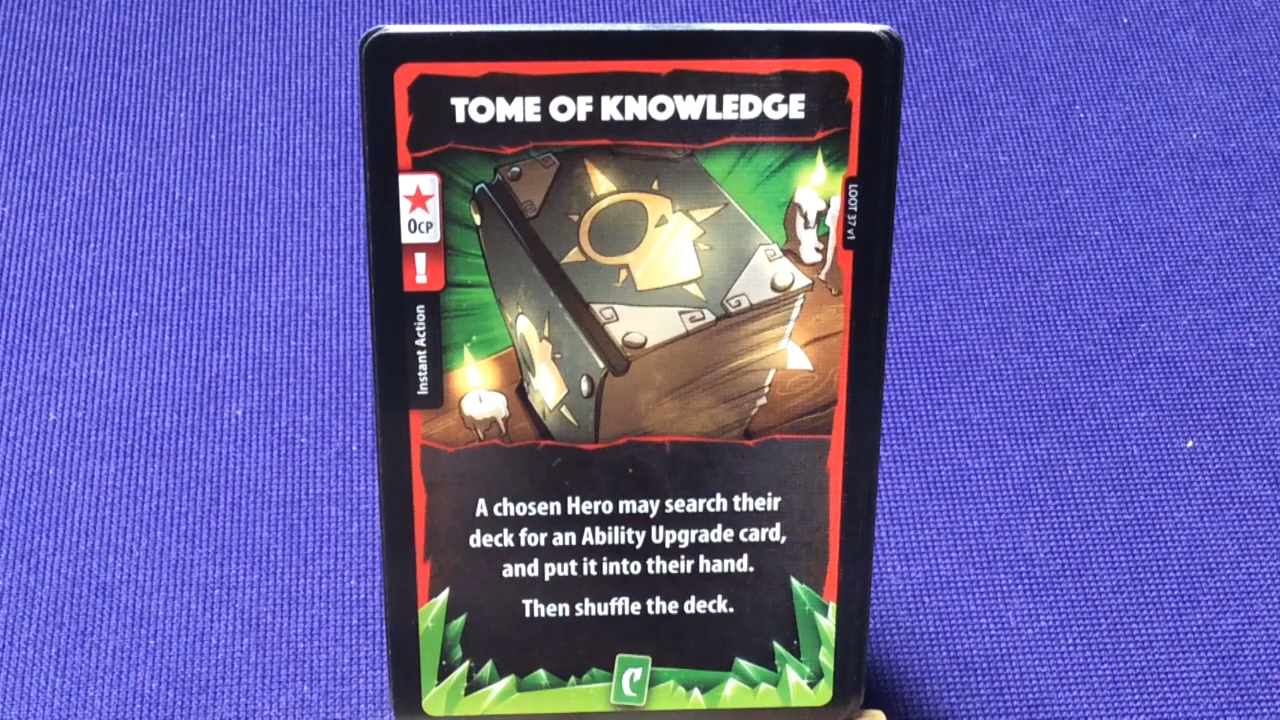 TOME OF KNOWLEDGE
0CP
!
Instant Action
LOOT 37 v1
A chosen Hero may search their
deck for an Ability Upgrade card,
and put it into their hand.
Then shuffle the deck.
C